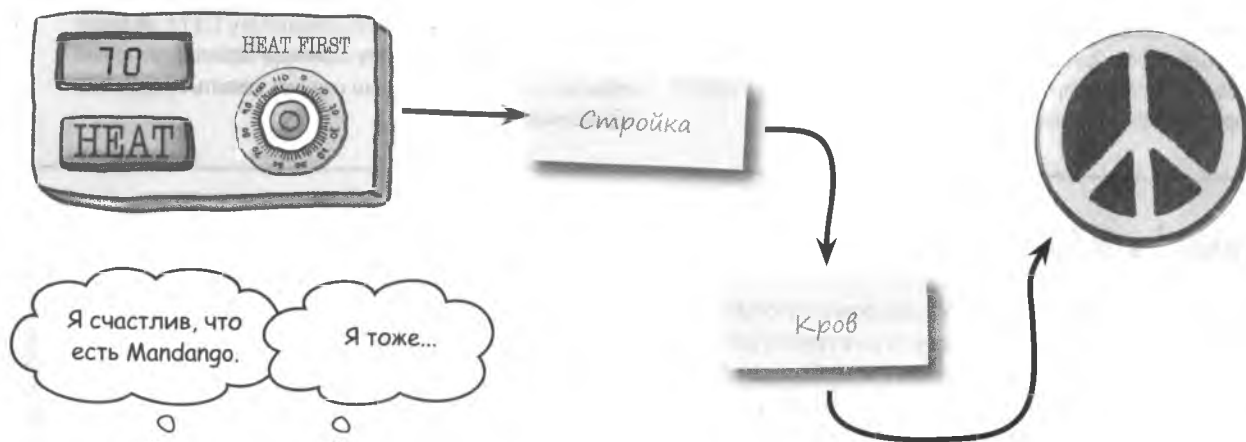 70
HEAT FIRST
HEAT
Стройка
Кров
Я счастлив, что
есть Mandango.
Я тоже...